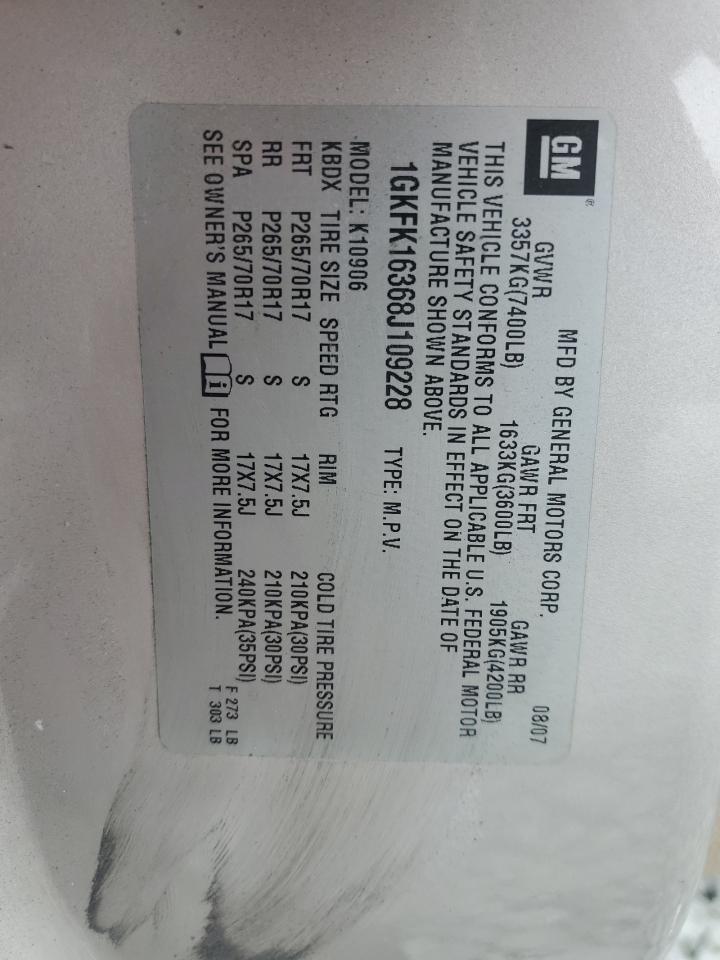 GM®
MFD BY GENERAL MOTORS CORP. 08/07
GVWR GAWR FRT GAWR RR
3357KG(7400LB) 1633KG(3600LB) 1905KG(4200LB)
THIS VEHICLE CONFORMS TO ALL APPLICABLE U.S. FEDERAL MOTOR
VEHICLE SAFETY STANDARDS IN EFFECT ON THE DATE OF
MANUFACTURE SHOWN ABOVE.
1GKFK16368J109228 TYPE: M.P.V.
MODEL: K10906
KBDX TIRE SIZE SPEED RTG RIM COLD TIRE PRESSURE
FRT P265/70R17 S 17X7.5J 210KPA(30PSI)
RR P265/70R17 S 17X7.5J 210KPA(30PSI)
SPA P265/70R17 S 17X7.5J 240KPA(35PSI)
SEE OWNER'S MANUAL i FOR MORE INFORMATION.
F 273 LB
T 303 LB